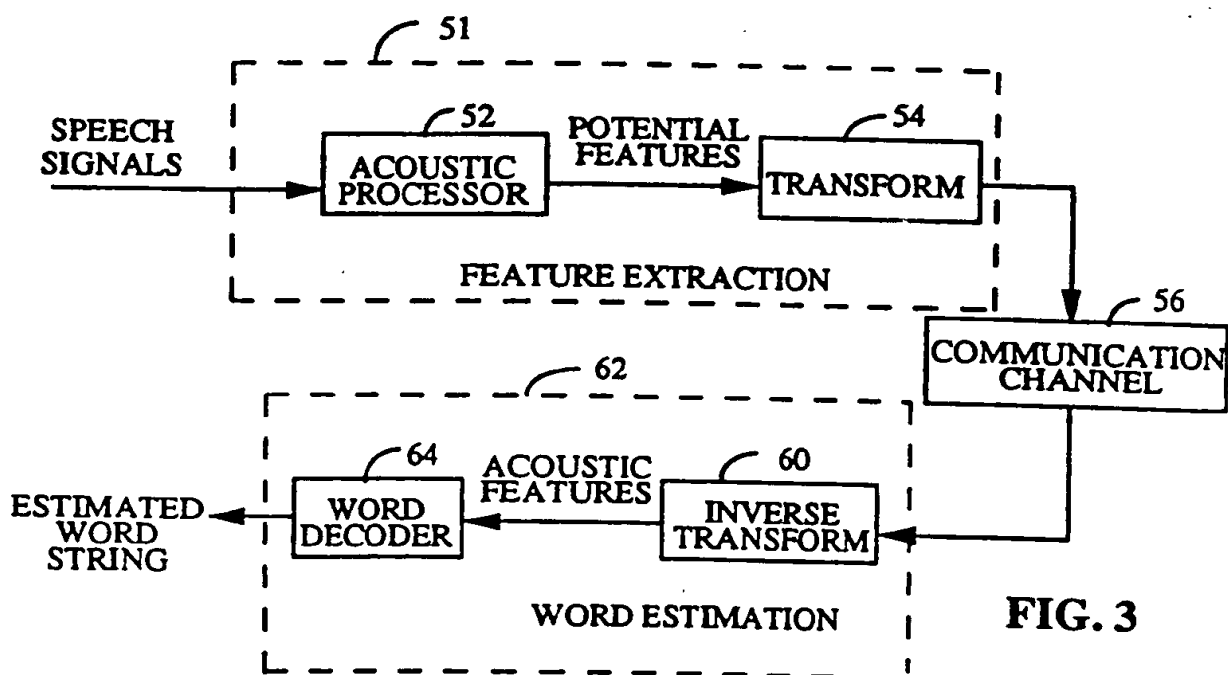 51
SPEECH
SIGNALS
52
ACOUSTIC
PROCESSOR
POTENTIAL
FEATURES
54
TRANSFORM
FEATURE EXTRACTION
56
COMMUNICATION
CHANNEL
62
ESTIMATED
WORD
STRING
64
WORD
DECODER
ACOUSTIC
FEATURES
60
INVERSE
TRANSFORM
WORD ESTIMATION
FIG. 3